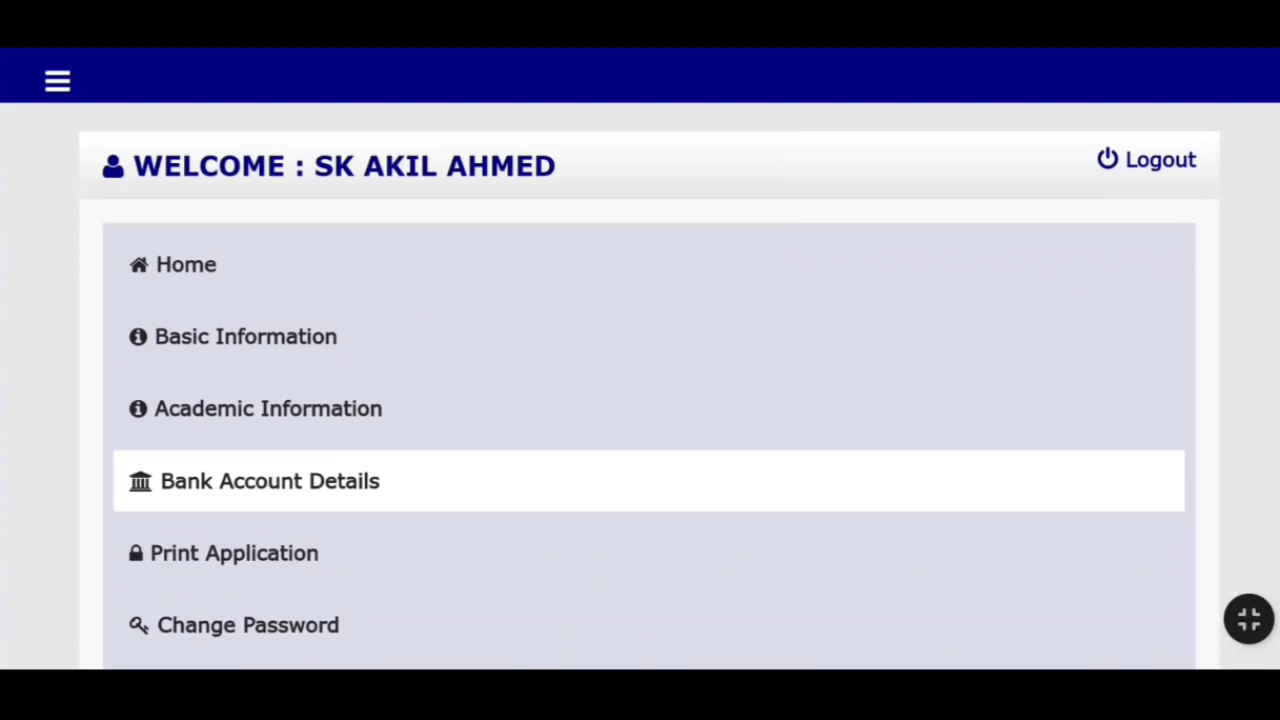 WELCOME : SK AKIL AHMED
Logout
Home
Basic Information
Academic Information
Bank Account Details
Print Application
Change Password